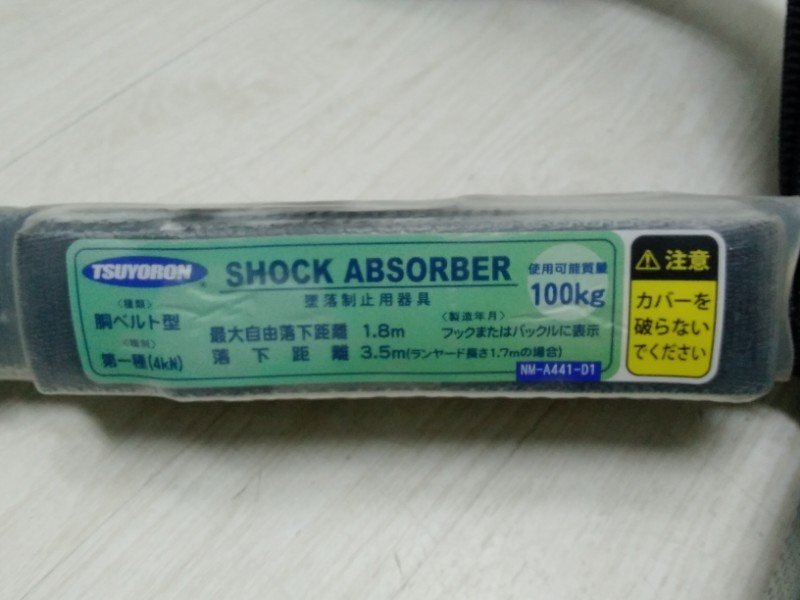 TSUYORON®
SHOCK ABSORBER
墜落制止用器具
使用可能質量
100kg
〈種類〉
胴ベルト型
〈種別〉
第一種(4kN)
最大自由落下距離 1.8m
落下距離 3.5m(ランヤード長さ1.7mの場合)
〈製造年月〉
フックまたはバックルに表示
NM-A441-D1
⚠注意
カバーを
破らない
でください